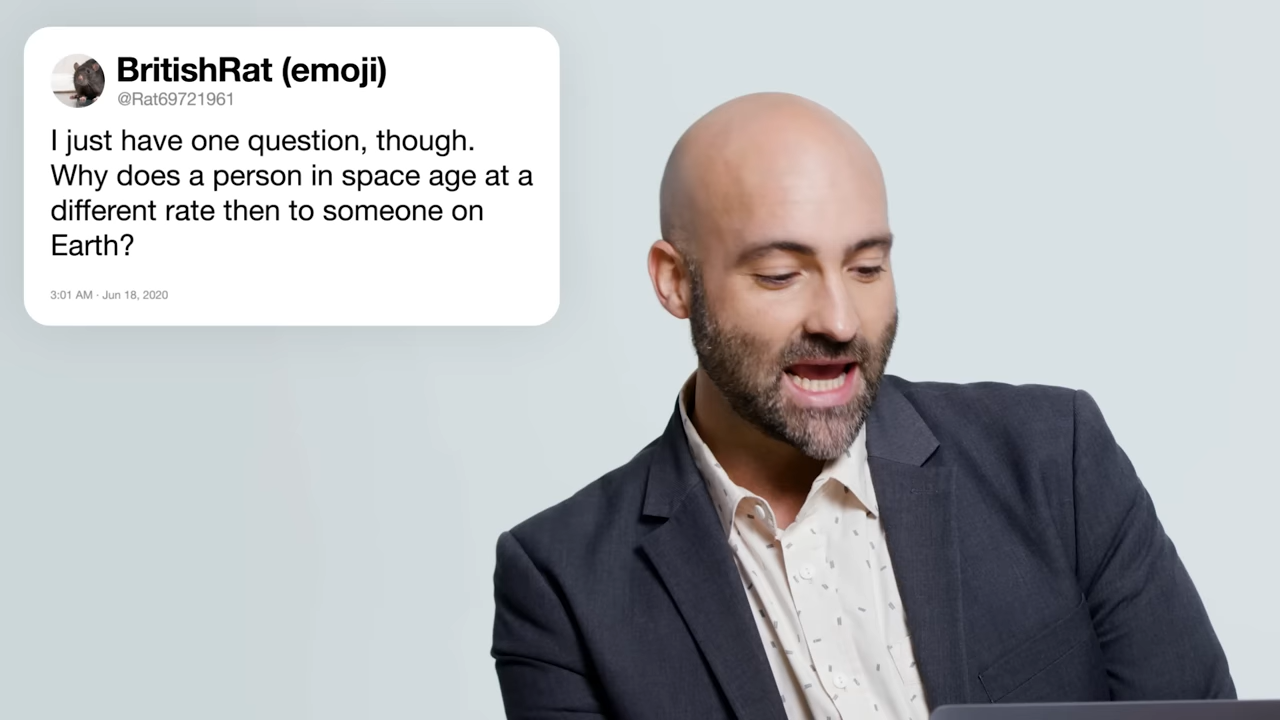 BritishRat (emoji)
@Rat69721961
I just have one question, though.
Why does a person in space age at a
different rate then to someone on
Earth?
3:01 AM · Jun 18, 2020